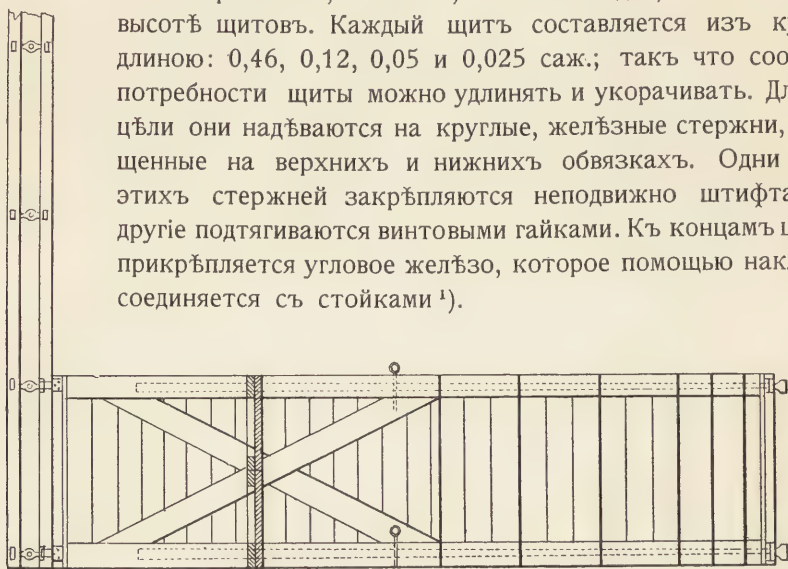 высотѣ щитовъ. Каждый щитъ составляется изъ
длиною: 0,46, 0,12, 0,05 и 0,025 саж.; такъ что
потребности щиты можно удлинять и укорачивать.
цѣли они надѣваются на круглые, желѣзные стержни,
щенные на верхнихъ и нижнихъ обвязкахъ. Одни
этихъ стержней закрѣпляются неподвижно
другіе подтягиваются винтовыми гайками. Къ концамъ
прикрѣпляется угловое желѣзо, которое помощью
соединяется съ стойками ¹).